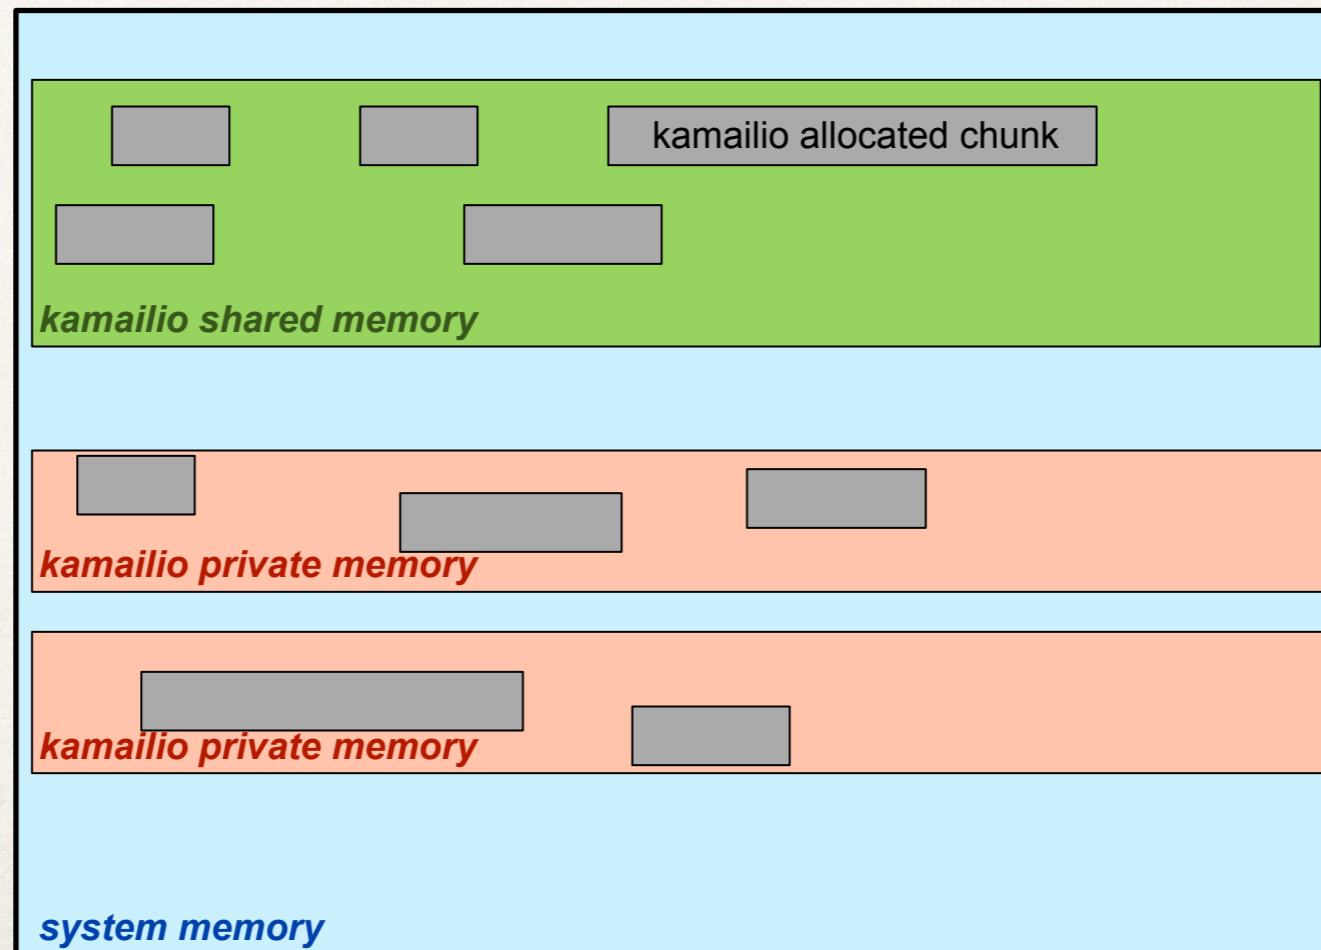 kamailio allocated chunk
kamailio shared memory
kamailio private memory
kamailio private memory
system memory